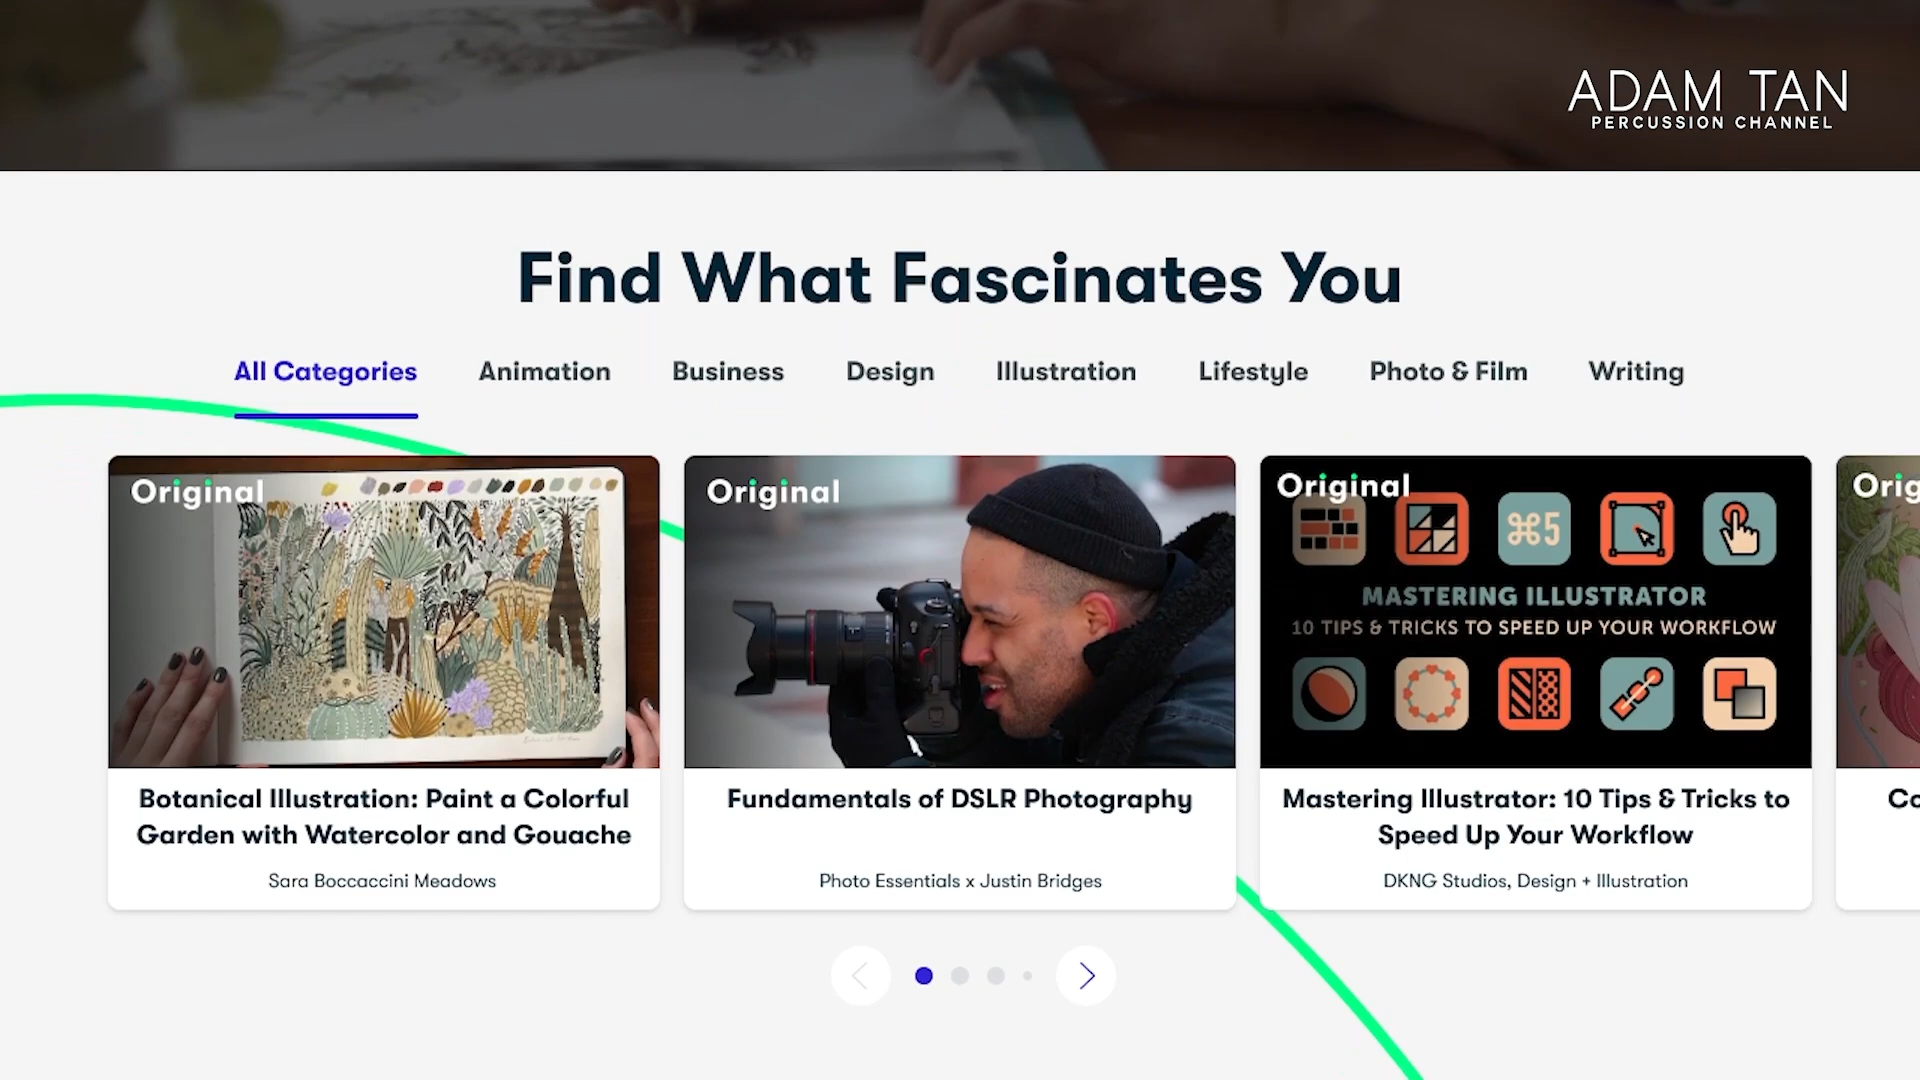 ADAM TAN
PERCUSSION CHANNEL
Find What Fascinates You
All Categories
Animation
Business
Design
Illustration
Lifestyle
Photo & Film
Writing
Original
Original
Original
⌘5
MASTERING ILLUSTRATOR
10 TIPS & TRICKS TO SPEED UP YOUR WORKFLOW
Botanical Illustration: Paint a Colorful
Garden with Watercolor and Gouache
Sara Boccaccini Meadows
Fundamentals of DSLR Photography
Photo Essentials x Justin Bridges
Mastering Illustrator: 10 Tips & Tricks to
Speed Up Your Workflow
DKNG Studios, Design + Illustration